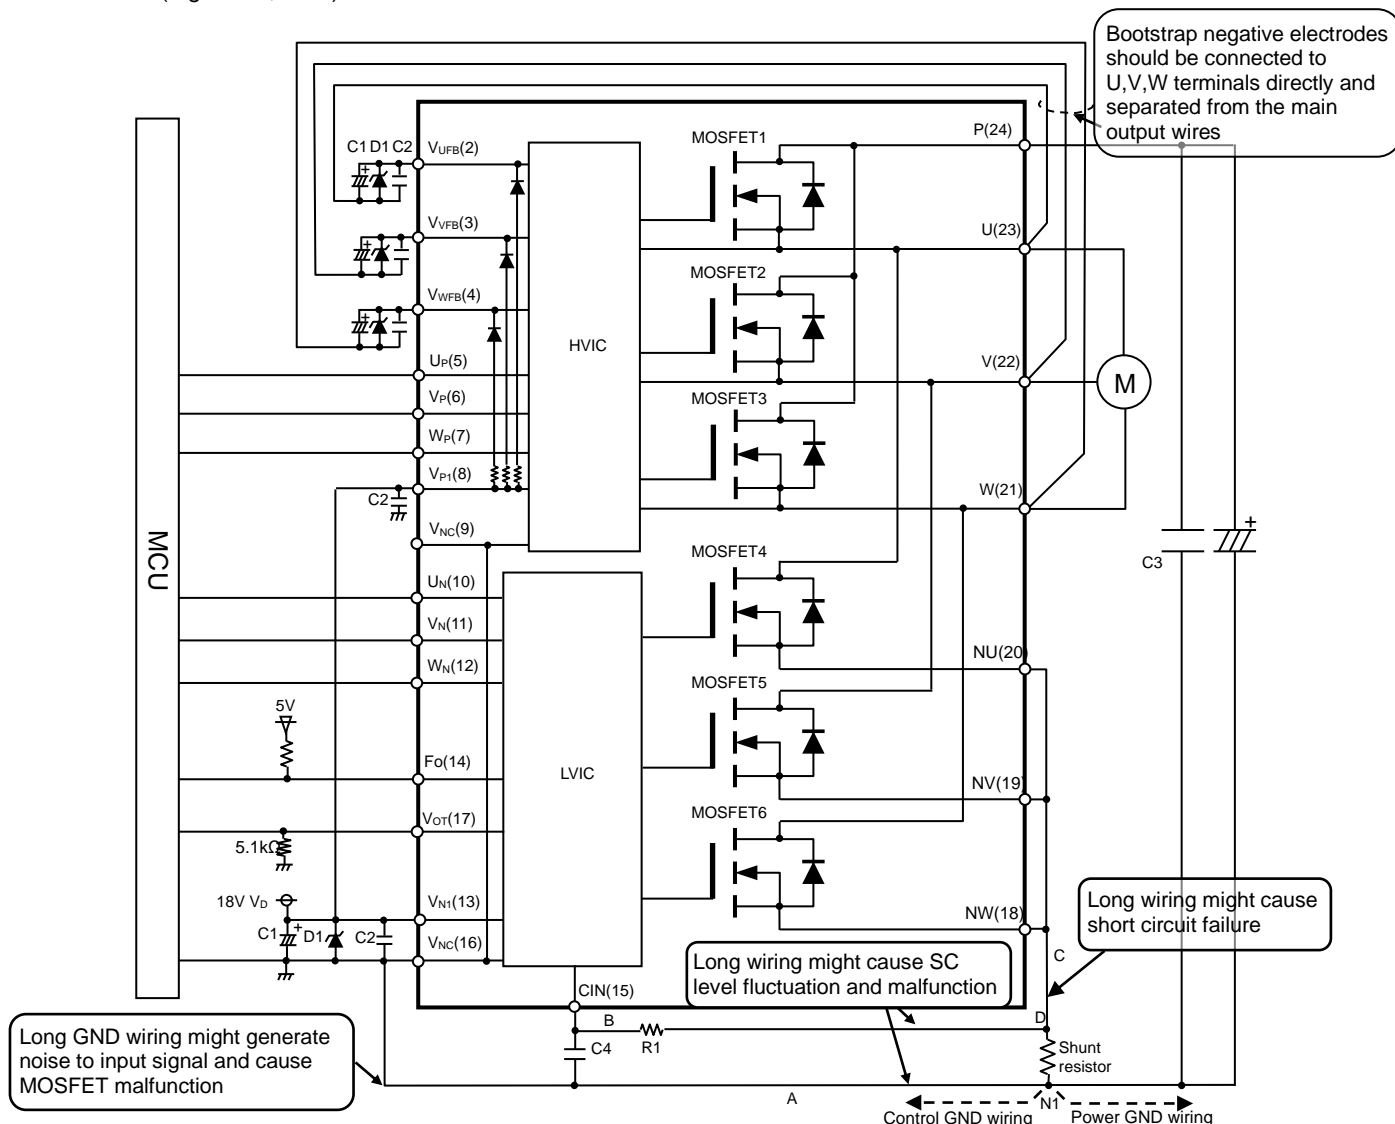 Bootstrap negative electrodes
should be connected to
U,V,W terminals directly and
separated from the main
output wires
MCU
C1 D1 C2
+
VUFB(2)
+
VVFB(3)
+
VWFB(4)
UP(5)
VP(6)
WP(7)
VP1(8)
C2
VNC(9)
UN(10)
VN(11)
WN(12)
5V
Fo(14)
VOT(17)
5.1kΩ
18V VD
VN1(13)
C1
+
D1
C2
VNC(16)
HVIC
LVIC
CIN(15)
MOSFET1
MOSFET2
MOSFET3
MOSFET4
MOSFET5
MOSFET6
P(24)
U(23)
V(22)
W(21)
NU(20)
NV(19)
NW(18)
M
C3
+
Long wiring might cause
short circuit failure
Long wiring might cause SC
level fluctuation and malfunction
C
D
B
R1
C4
Shunt
resistor
Long GND wiring might generate
noise to input signal and cause
MOSFET malfunction
A
N1
Control GND wiring
Power GND wiring